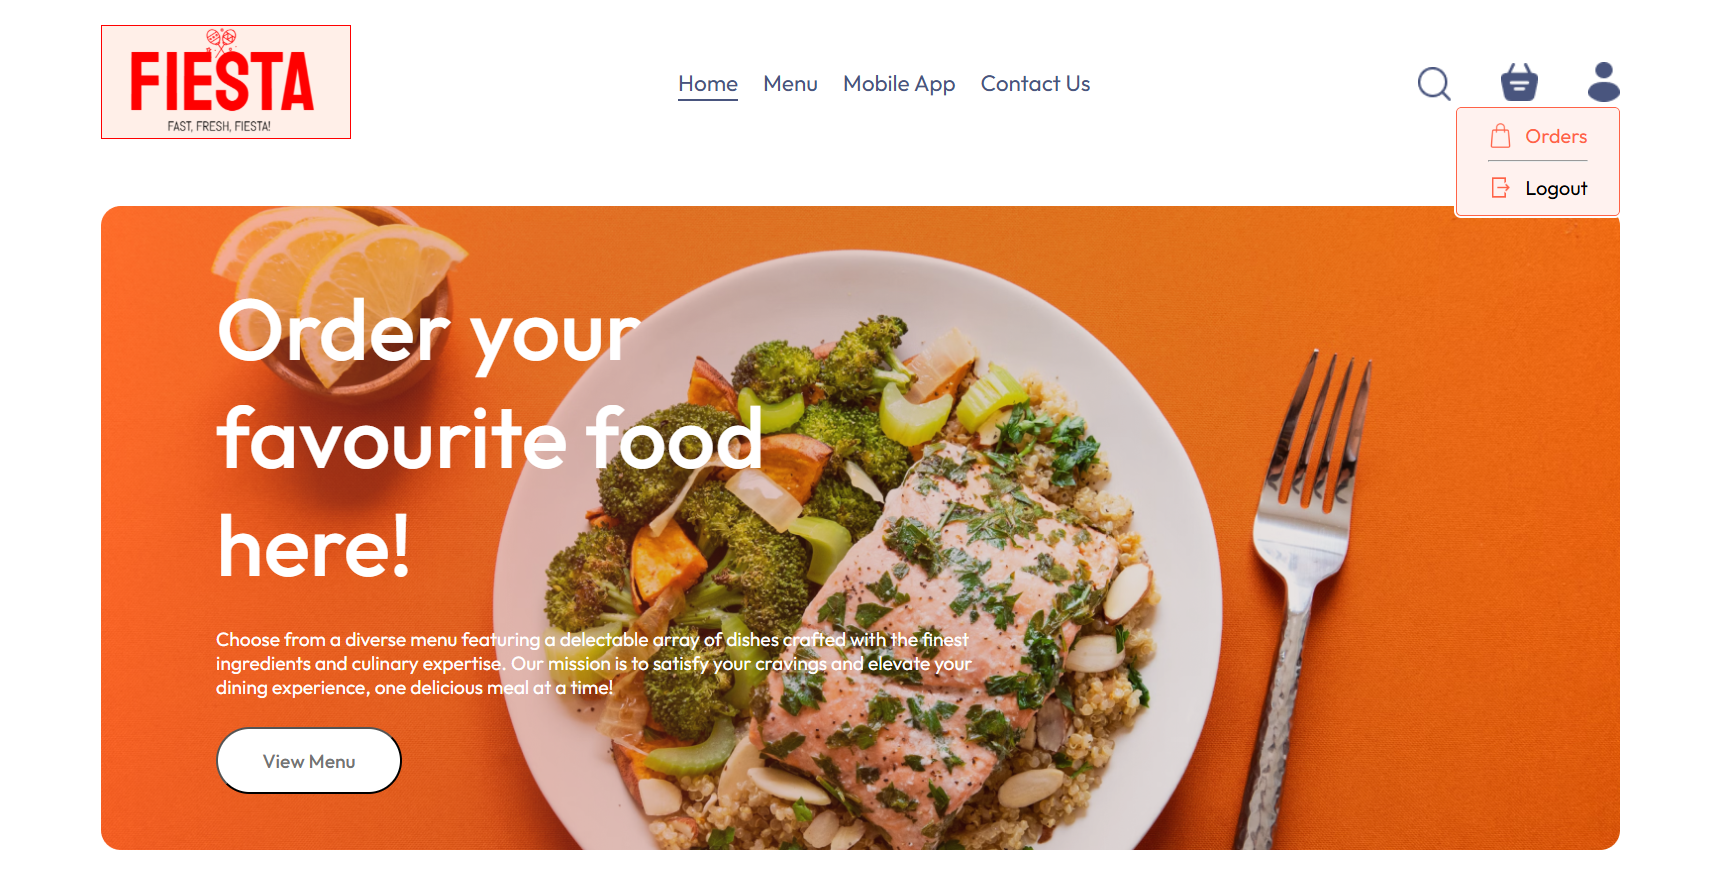 FIESTA
FAST, FRESH, FIESTA!
Home Menu Mobile App Contact Us
Orders
Logout
Order your
favourite food
here!
Choose from a diverse menu featuring a delectable array of dishes crafted with the finest
ingredients and culinary expertise. Our mission is to satisfy your cravings and elevate your
dining experience, one delicious meal at a time!
View Menu